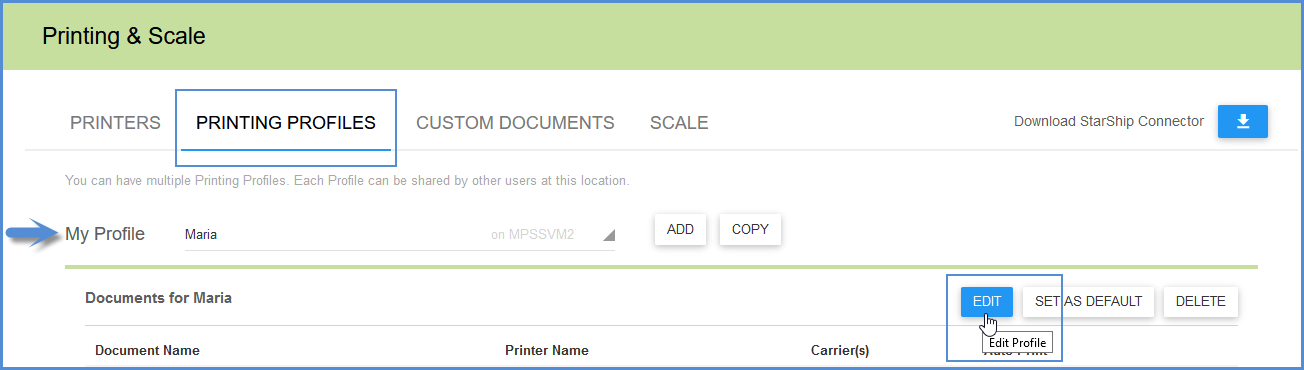 Printing & Scale
PRINTERS PRINTING PROFILES CUSTOM DOCUMENTS SCALE Download StarShip Connector
You can have multiple Printing Profiles. Each Profile can be shared by other users at this location.
My Profile Maria on MPSSVM2 ADD COPY
Documents for Maria EDIT SET AS DEFAULT DELETE
Edit Profile
Document Name Printer Name Carrier(s) Auto Print